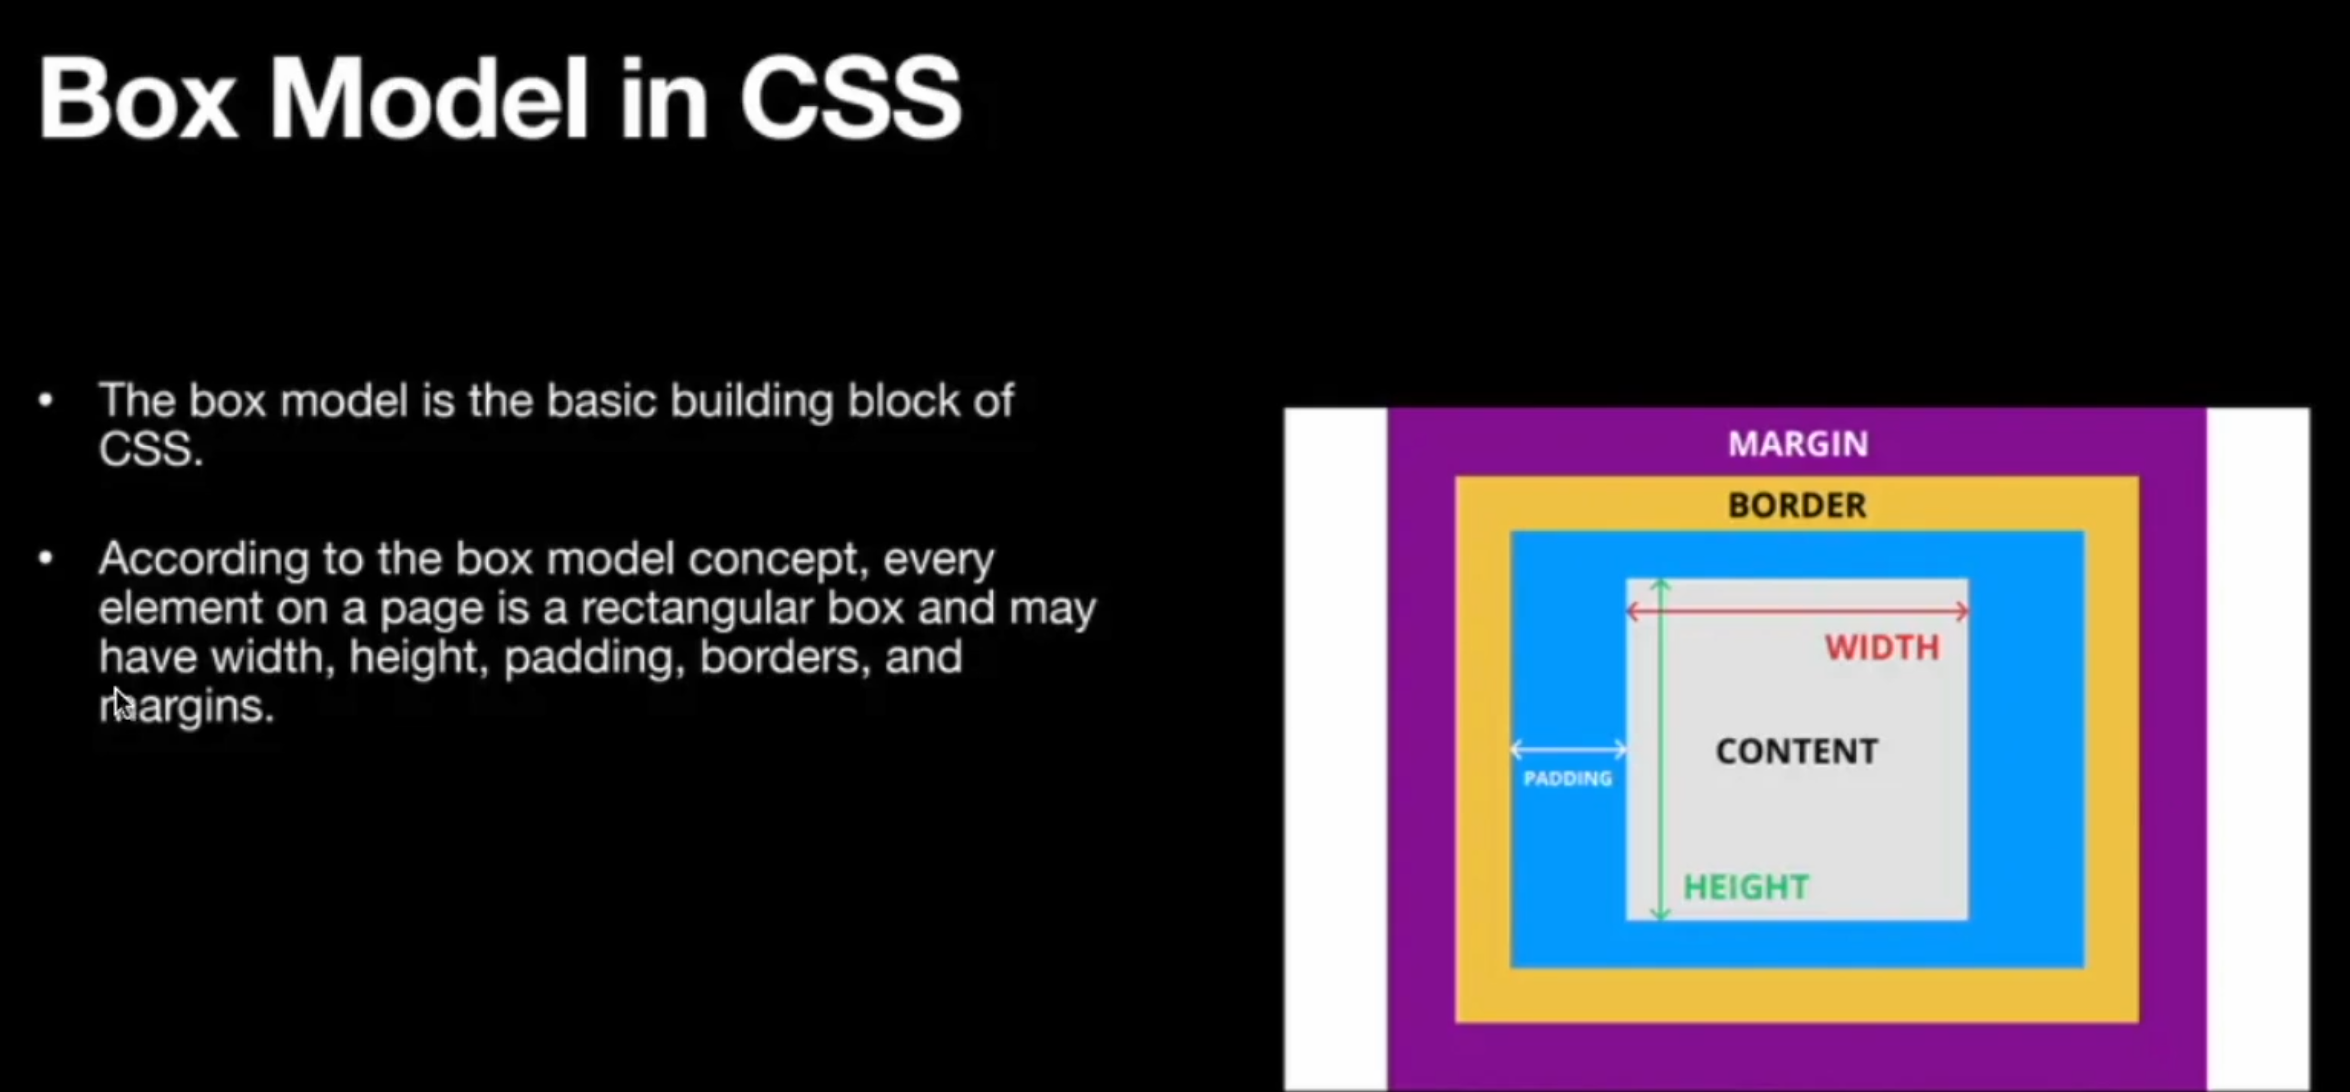 Box Model in CSS
• The box model is the basic building block of
CSS.
• According to the box model concept, every
element on a page is a rectangular box and may
have width, height, padding, borders, and
margins.
MARGIN
BORDER
WIDTH
CONTENT
PADDING
HEIGHT